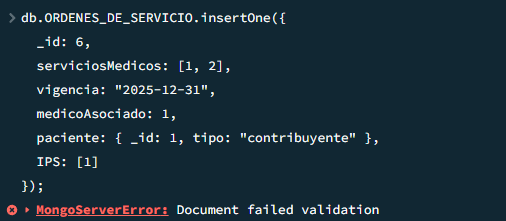 > db.ORDENES_DE_SERVICIO.insertOne({
_id: 6,
serviciosMedicos: [1, 2],
vigencia: "2025-12-31",
medicoAsociado: 1,
paciente: { _id: 1, tipo: "contribuyente" },
IPS: [1]
});
MongoServerError: Document failed validation